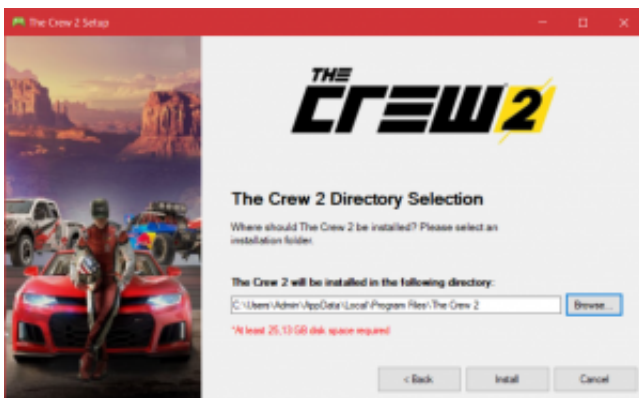 The Crew 2 Setup
THE
CREW 2
The Crew 2 Directory Selection
Where should The Crew 2 be installed? Please select an
installation folder.
The Crew 2 will be installed in the following directory:
C:\Users\Admin\AppData\Local\Program Files\The Crew 2
Browse...
*At least 25,13 GB disk space required
< Back
Install
Cancel